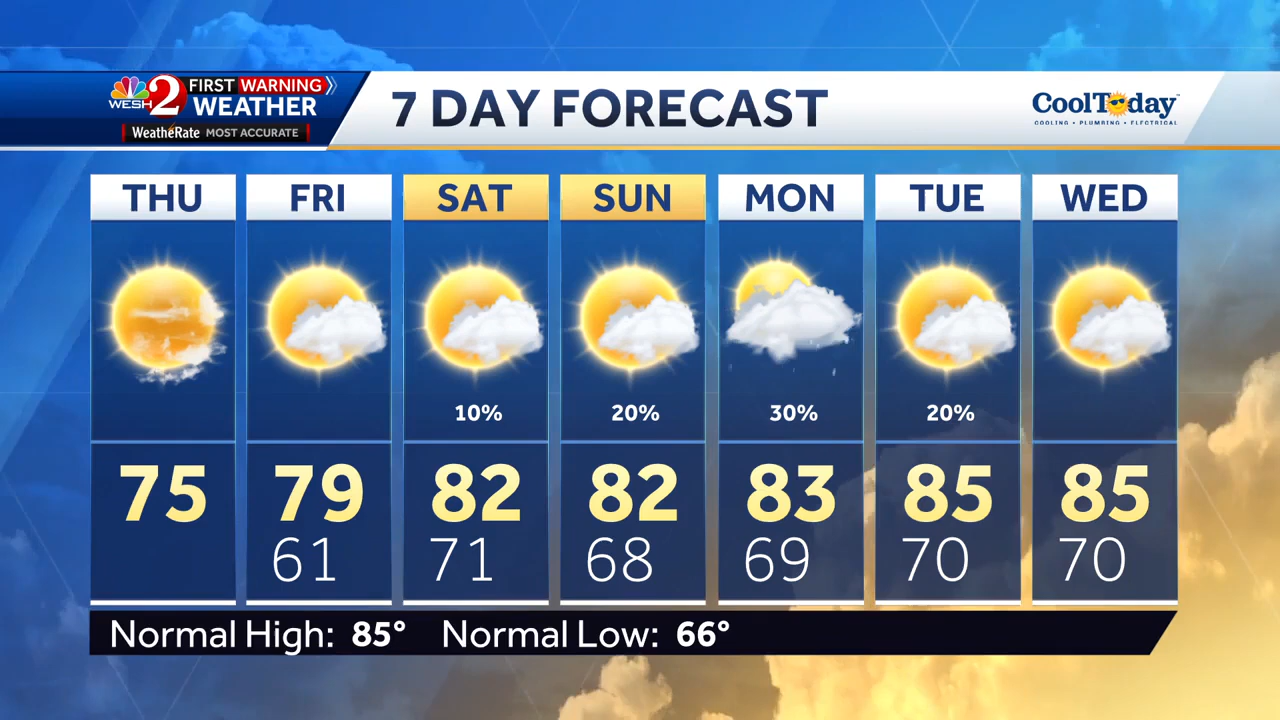 WESH 2 FIRST WARNING
WEATHER
WeatheRate MOST ACCURATE
7 DAY FORECAST
CoolToday
COOLING • PLUMBING • ELECTRICAL
THU FRI SAT SUN MON TUE WED
10% 20% 30% 20%
75 79 82 82 83 85 85
61 71 68 69 70 70
Normal High: 85° Normal Low: 66°